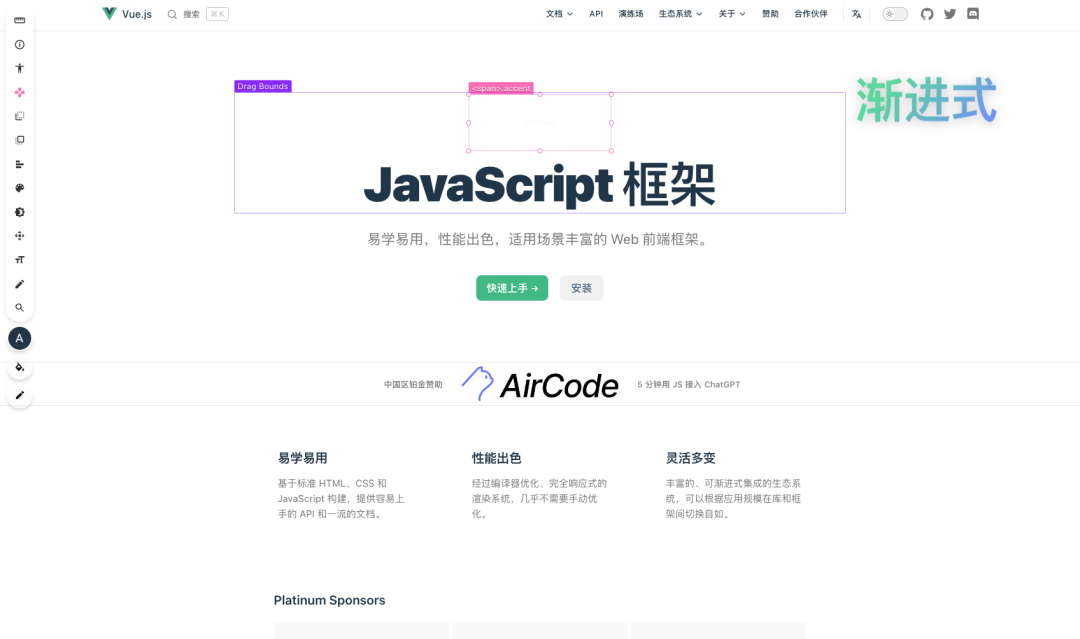 Vue.js
搜索
⌘ K
文档
API
演练场
生态系统
关于
赞助
合作伙伴
Drag Bounds
<span>.accent
渐进式
JavaScript 框架
易学易用，性能出色，适用场景丰富的 Web 前端框架。
快速上手 →
安装
中国区铂金赞助
AirCode
5 分钟用 JS 接入 ChatGPT
A
易学易用
基于标准 HTML、CSS 和
JavaScript 构建，提供容易上
手的 API 和一流的文档。
性能出色
经过编译器优化、完全响应式的
渲染系统，几乎不需要手动优
化。
灵活多变
丰富的、可渐进式集成的生态系
统，可以根据应用规模在库和框
架间切换自如。
Platinum Sponsors